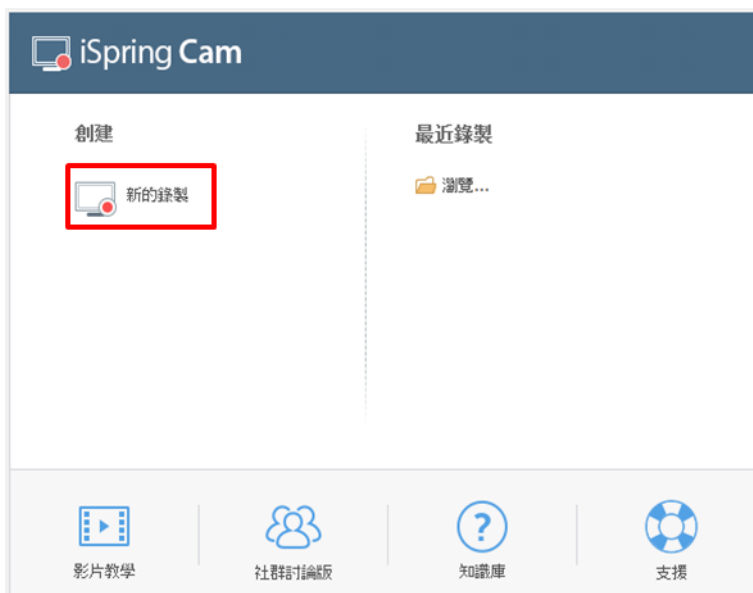 iSpring Cam
創建
新的錄製
最近錄製
瀏覽...
影片教學
社群討論版
知識庫
支援